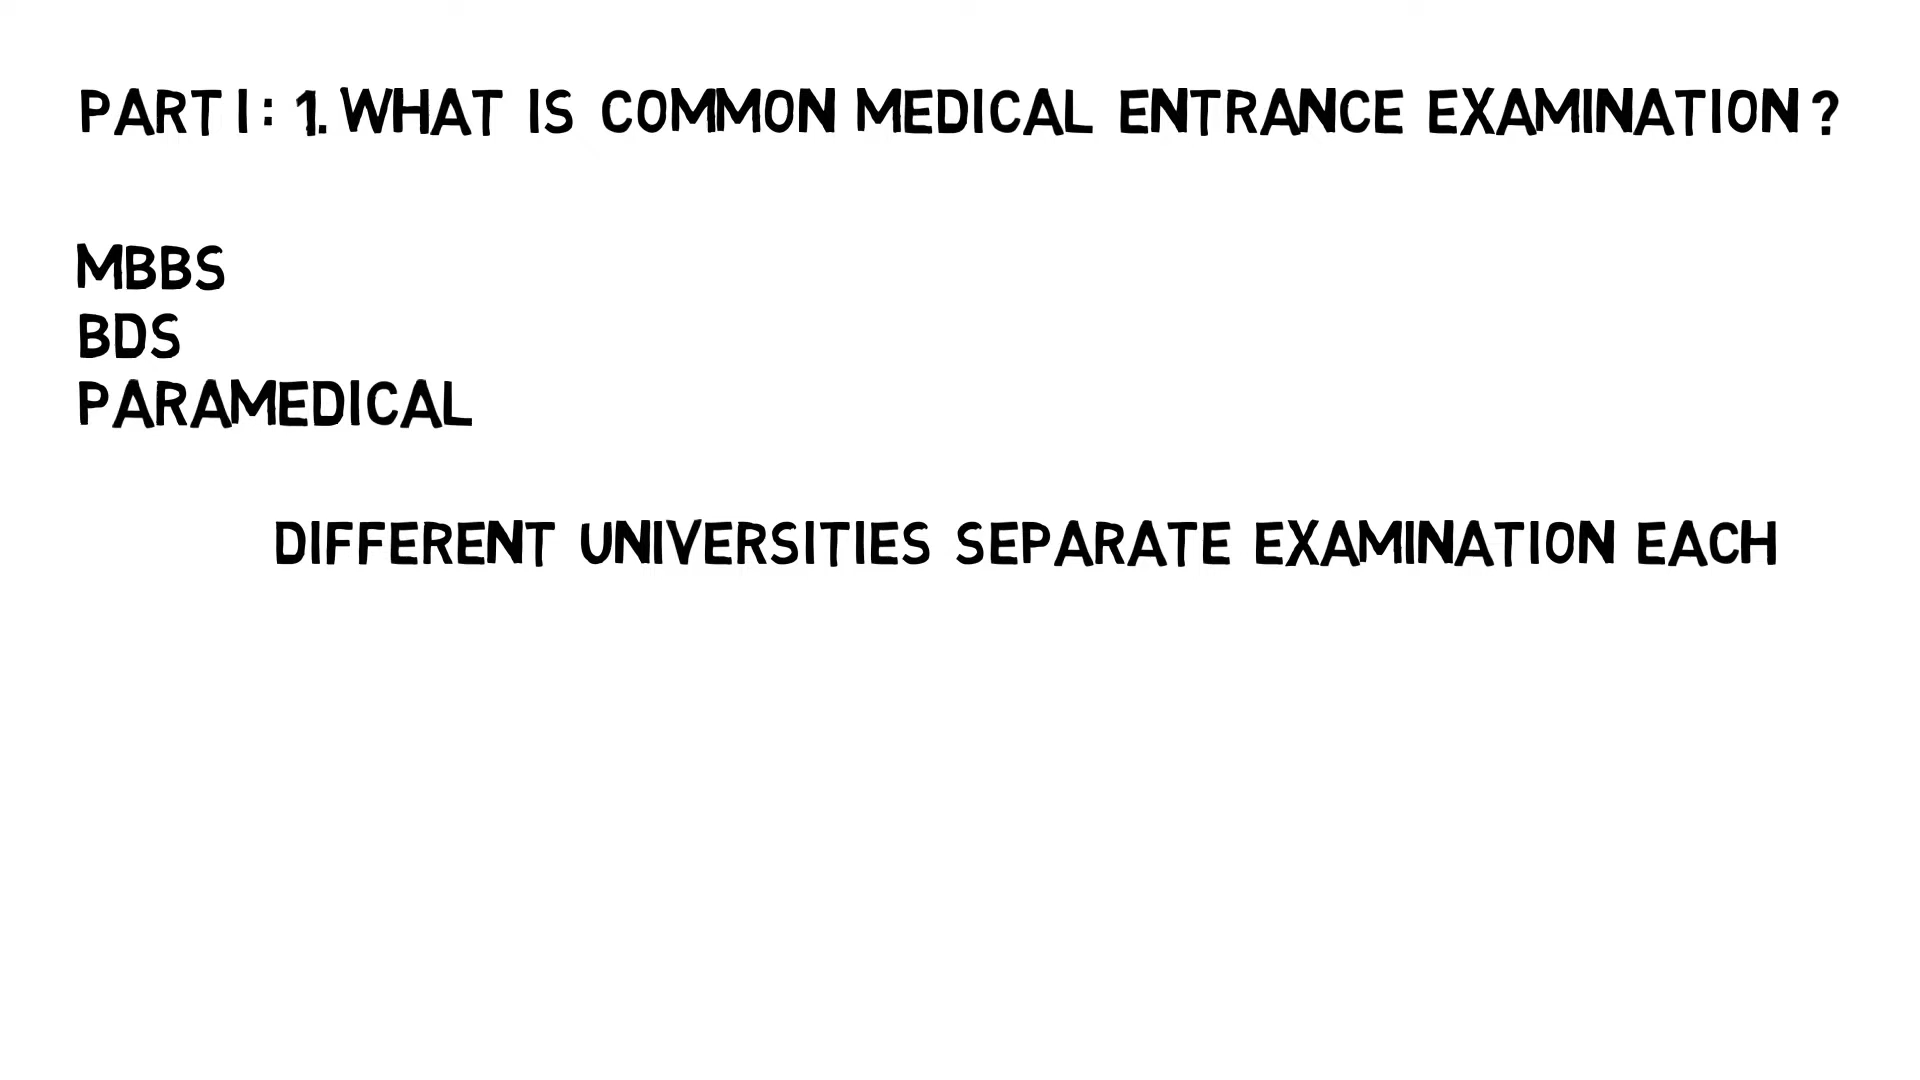 PART I: 1. WHAT IS COMMON MEDICAL ENTRANCE EXAMINATION?
MBBS
BDS
PARAMEDICAL
DIFFERENT UNIVERSITIES SEPARATE EXAMINATION EACH